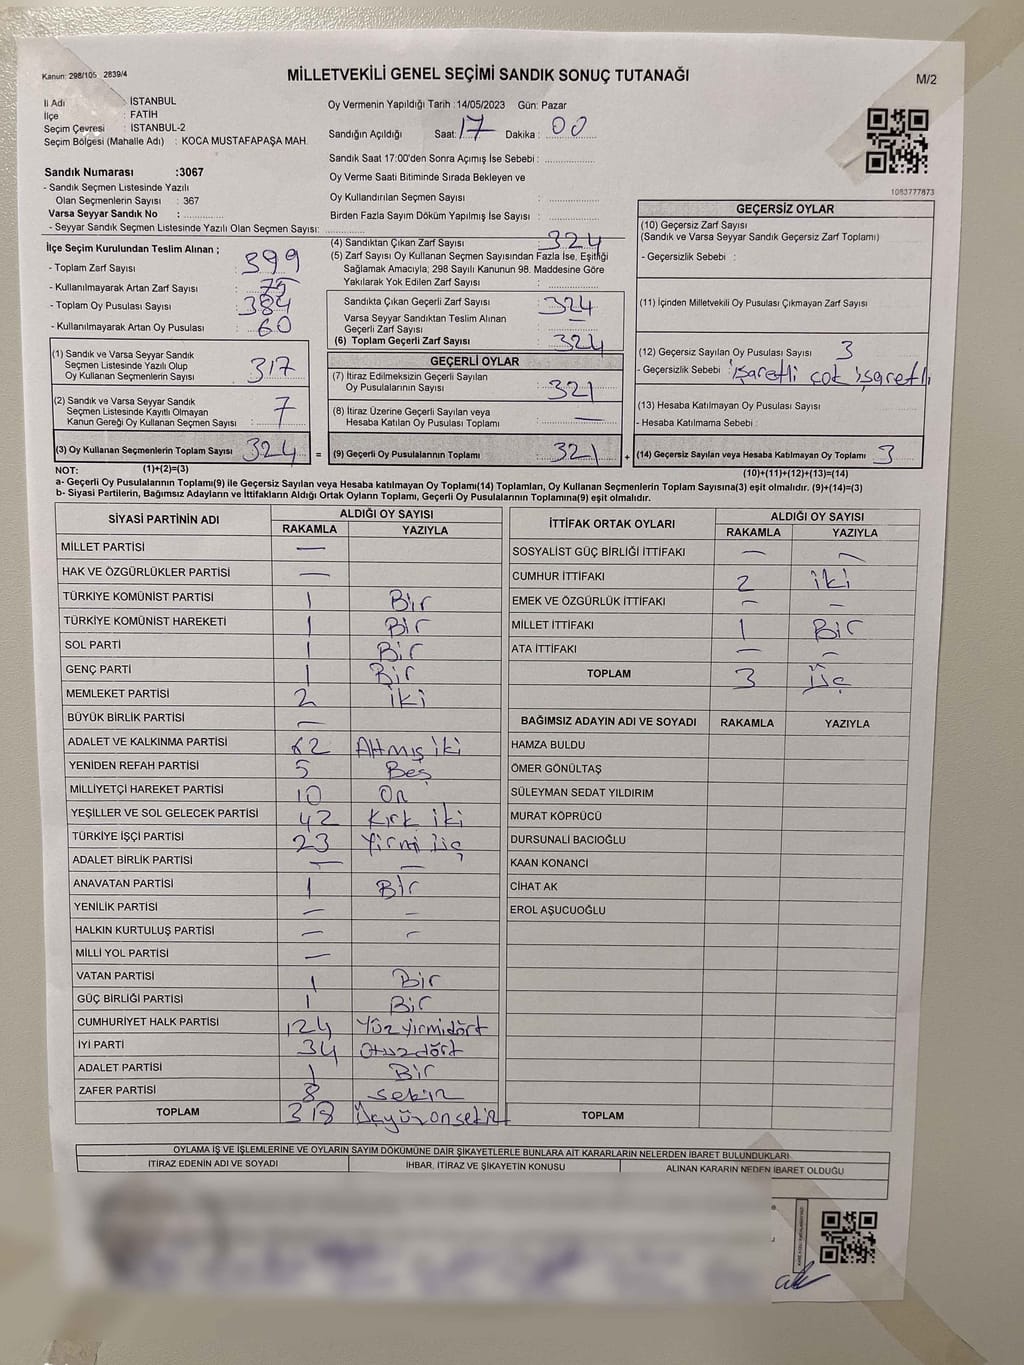 Kanun: 298/105 2839/4
MİLLETVEKİLİ GENEL SEÇİMİ SANDIK SONUÇ TUTANAĞI
M/2
İl Adı : İSTANBUL
İlçe : FATİH
Seçim Çevresi : İSTANBUL-2
Seçim Bölgesi (Mahalle Adı) : KOCA MUSTAFAPAŞA MAH.
Oy Vermenin Yapıldığı Tarih :14/05/2023 Gün: Pazar
Sandığın Açıldığı Saat: 17 Dakika : 00
Sandık Saat 17:00'den Sonra Açımış İse Sebebi :
Oy Verme Saati Bitiminde Sırada Bekleyen ve
Oy Kullandırılan Seçmen Sayısı :
Birden Fazla Sayım Döküm Yapılmış İse Sayısı :
1083777873
Sandık Numarası :3067
- Sandık Seçmen Listesinde Yazılı
Olan Seçmenlerin Sayısı : 367
Varsa Seyyar Sandık No :
- Seyyar Sandık Seçmen Listesinde Yazılı Olan Seçmen Sayısı:
İlçe Seçim Kurulundan Teslim Alınan ;
- Toplam Zarf Sayısı : 399
- Kullanılmayarak Artan Zarf Sayısı : 75
- Toplam Oy Pusulası Sayısı : 384
- Kullanılmayarak Artan Oy Pusulası : 60
(1) Sandık ve Varsa Seyyar Sandık
Seçmen Listesinde Yazılı Olup
Oy Kullanan Seçmenlerin Sayısı : 317
(2) Sandık ve Varsa Seyyar Sandık
Seçmen Listesinde Kayıtlı Olmayan
Kanun Gereği Oy Kullanan Seçmen Sayısı : 7
(3) Oy Kullanan Seçmenlerin Toplam Sayısı : 324 =
(4) Sandıktan Çıkan Zarf Sayısı : 324
(5) Zarf Sayısı Oy Kullanan Seçmen Sayısından Fazla İse, Eşitliği
Sağlamak Amacıyla; 298 Sayılı Kanunun 98. Maddesine Göre
Yakılarak Yok Edilen Zarf Sayısı :
Sandıkta Çıkan Geçerli Zarf Sayısı : 324
Varsa Seyyar Sandıktan Teslim Alınan
Geçerli Zarf Sayısı : —
(6) Toplam Geçerli Zarf Sayısı : 324
GEÇERLİ OYLAR
(7) İtiraz Edilmeksizin Geçerli Sayılan
Oy Pusulalarının Sayısı : 321
(8) İtiraz Üzerine Geçerli Sayılan veya
Hesaba Katılan Oy Pusulası Toplamı : —
(9) Geçerli Oy Pusulalarının Toplamı : 321 +
GEÇERSİZ OYLAR
(10) Geçersiz Zarf Sayısı
(Sandık ve Varsa Seyyar Sandık Geçersiz Zarf Toplamı)
- Geçersizlik Sebebi :
(11) İçinden Milletvekili Oy Pusulası Çıkmayan Zarf Sayısı
(12) Geçersiz Sayılan Oy Pusulası Sayısı 3
- Geçersizlik Sebebi : işaretli çok işaretli
(13) Hesaba Katılmayan Oy Pusulası Sayısı
- Hesaba Katılmama Sebebi :
(14) Geçersiz Sayılan veya Hesaba Katılmayan Oy Toplamı : 3
NOT: (1)+(2)=(3)
(10)+(11)+(12)+(13)=(14)
a- Geçerli Oy Pusulalarının Toplamı(9) ile Geçersiz Sayılan veya Hesaba Katılmayan Oy Toplamı(14) Toplamları, Oy Kullanan Seçmenlerin Toplam Sayısına(3) eşit olmalıdır. (9)+(14)=(3)
b- Siyasi Partilerin, Bağımsız Adayların ve İttifakların Aldığı Ortak Oyların Toplamı, Geçerli Oy Pusulalarının Toplamına(9) eşit olmalıdır.
SİYASİ PARTİNİN ADI ALDIĞI OY SAYISI
RAKAMLA YAZIYLA
MİLLET PARTİSİ —
HAK VE ÖZGÜRLÜKLER PARTİSİ —
TÜRKİYE KOMÜNİST PARTİSİ 1 Bir
TÜRKİYE KOMÜNİST HAREKETİ 1 Bir
SOL PARTİ 1 Bir
GENÇ PARTİ 1 Bir
MEMLEKET PARTİSİ 2 iki
BÜYÜK BİRLİK PARTİSİ —
ADALET VE KALKINMA PARTİSİ 62 Altmış iki
YENİDEN REFAH PARTİSİ 5 Beş
MİLLİYETÇİ HAREKET PARTİSİ 10 On
YEŞİLLER VE SOL GELECEK PARTİSİ 42 Kırk iki
TÜRKİYE İŞÇİ PARTİSİ 23 Yirmi üç
ADALET BİRLİK PARTİSİ — —
ANAVATAN PARTİSİ 1 Bir
YENİLİK PARTİSİ — —
HALKIN KURTULUŞ PARTİSİ — —
MİLLİ YOL PARTİSİ —
VATAN PARTİSİ 1 Bir
GÜÇ BİRLİĞİ PARTİSİ 1 Bir
CUMHURİYET HALK PARTİSİ 124 Yüz yirmidört
İYİ PARTİ 34 otuzdört
ADALET PARTİSİ 1 Bir
ZAFER PARTİSİ 8 sekiz
TOPLAM 318 Üçyüzonsekiz
İTTİFAK ORTAK OYLARI ALDIĞI OY SAYISI
RAKAMLA YAZIYLA
SOSYALİST GÜÇ BİRLİĞİ İTTİFAKI — —
CUMHUR İTTİFAKI 2 iki
EMEK VE ÖZGÜRLÜK İTTİFAKI — —
MİLLET İTTİFAKI 1 Bir
ATA İTTİFAKI — —
TOPLAM 3 Üç
BAĞIMSIZ ADAYIN ADI VE SOYADI RAKAMLA YAZIYLA
HAMZA BULDU
ÖMER GÖNÜLTAŞ
SÜLEYMAN SEDAT YILDIRIM
MURAT KÖPRÜCÜ
DURSUNALİ BACIOĞLU
KAAN KONANCİ
CİHAT AK
EROL AŞUCUOĞLU
TOPLAM
OYLAMA İŞ VE İŞLEMLERİNE VE OYLARIN SAYIM DÖKÜMÜNE DAİR ŞİKAYETLERLE BUNLARA AİT KARARLARIN NELERDEN İBARET BULUNDUKLARI
İTİRAZ EDENİN ADI VE SOYADI İHBAR, İTİRAZ VE ŞİKAYETİN KONUSU ALINAN KARARIN NEDEN İBARET OLDUĞU